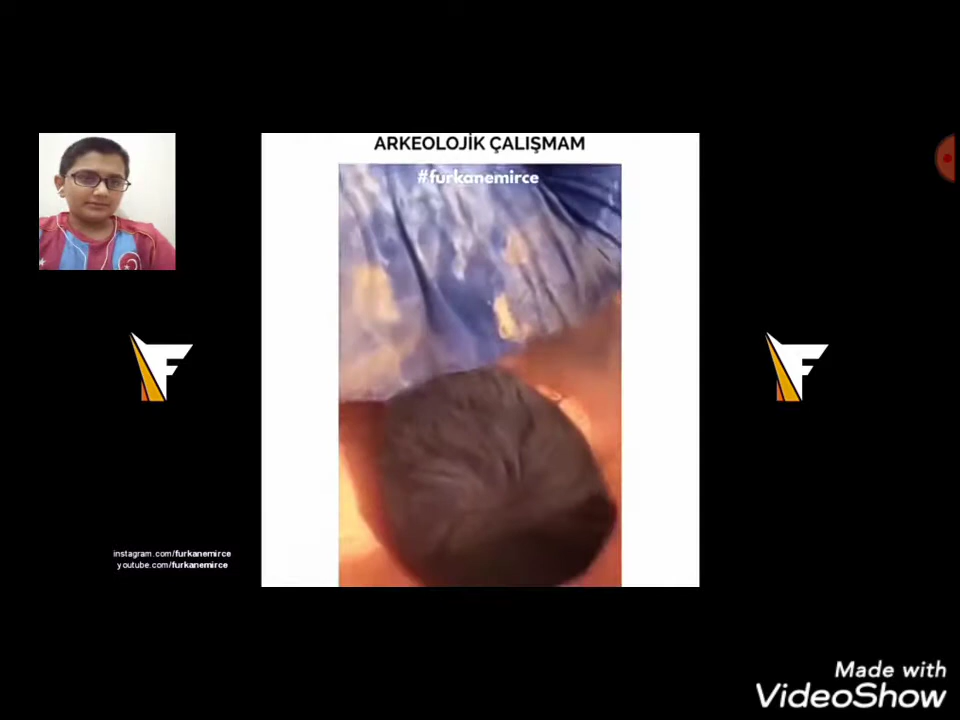 ARKEOLOJİK ÇALIŞMAM
#furkanemirce
F
F
instagram.com/furkanemirce
youtube.com/furkanemirce
Made with
VideoShow